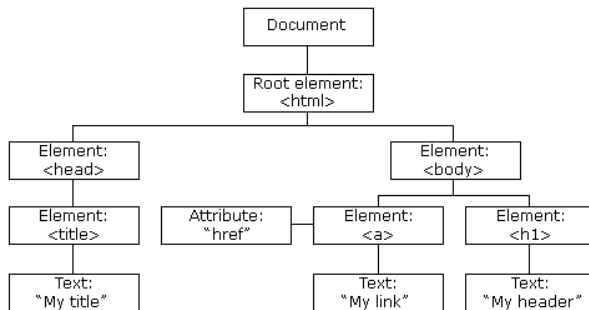 Document
Root element:
<html>
Element:
<head>
Element:
<body>
Element:
<title>
Attribute:
“href”
Element:
<a>
Element:
<h1>
Text:
“My title”
Text:
“My link”
Text:
“My header”